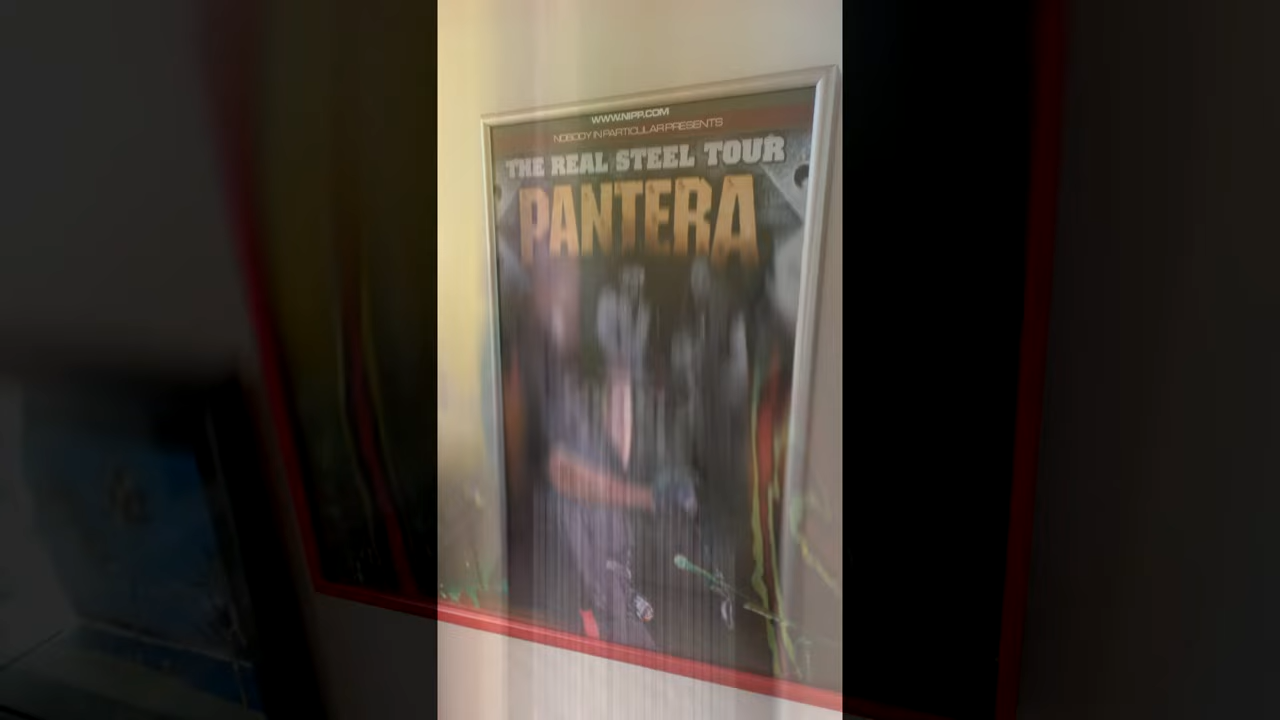 WWW.NIPP.COM
NOBODY IN PARTICULAR PRESENTS
THE REAL STEEL TOUR
PANTERA